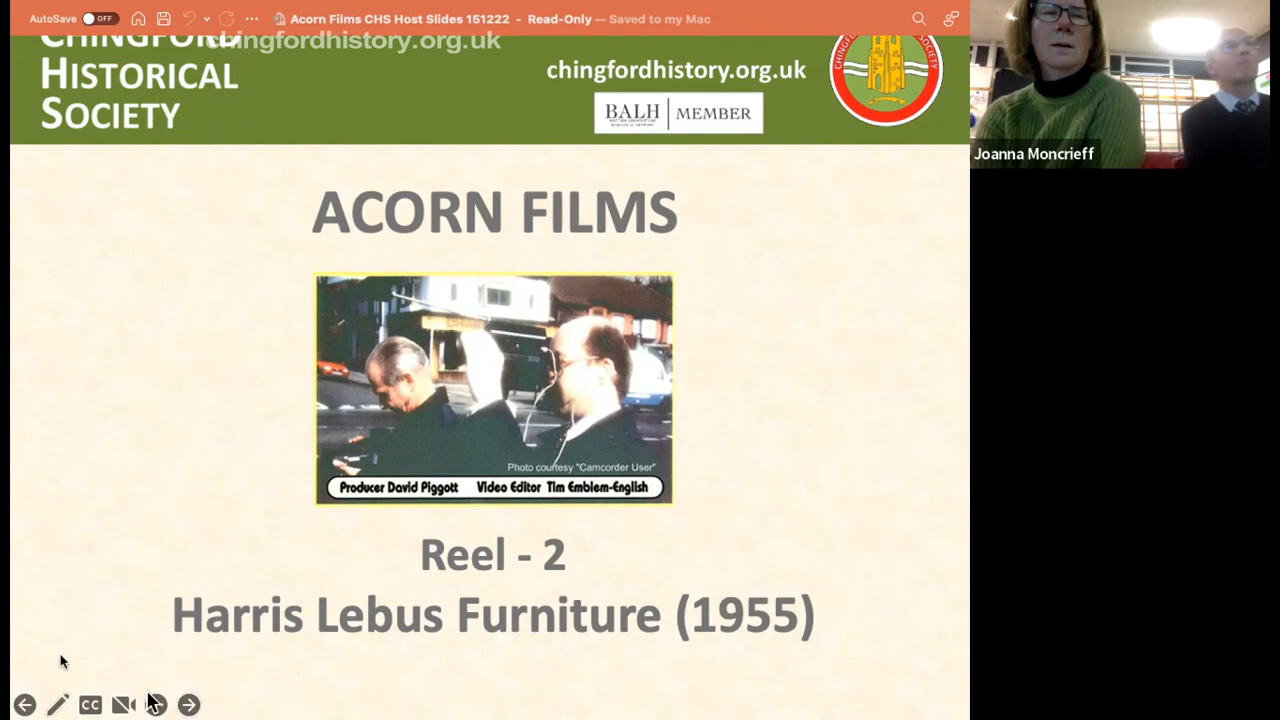 AutoSave OFF
Acorn Films CHS Host Slides 151222 - Read-Only — Saved to my Mac
chingfordhistory.org.uk
CHINGFORD
HISTORICAL
SOCIETY
chingfordhistory.org.uk
BALH MEMBER
Joanna Moncrieff
ACORN FILMS
Photo courtesy "Camcorder User"
Producer David Piggott Video Editor Tim Emblem-English
Reel - 2
Harris Lebus Furniture (1955)
CC